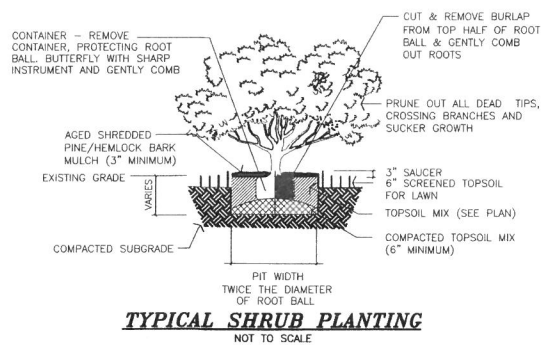 CONTAINER – REMOVE
CONTAINER, PROTECTING ROOT
BALL. BUTTERFLY WITH SHARP
INSTRUMENT AND GENTLY COMB
CUT & REMOVE BURLAP
FROM TOP HALF OF ROOT
BALL & GENTLY COMB
OUT ROOTS
PRUNE OUT ALL DEAD TIPS,
CROSSING BRANCHES AND
SUCKER GROWTH
AGED SHREDDED
PINE/HEMLOCK BARK
MULCH (3" MINIMUM)
EXISTING GRADE
VARIES
3" SAUCER
6" SCREENED TOPSOIL
FOR LAWN
TOPSOIL MIX (SEE PLAN)
COMPACTED TOPSOIL MIX
(6" MINIMUM)
COMPACTED SUBGRADE
PIT WIDTH
TWICE THE DIAMETER
OF ROOT BALL
TYPICAL SHRUB PLANTING
NOT TO SCALE